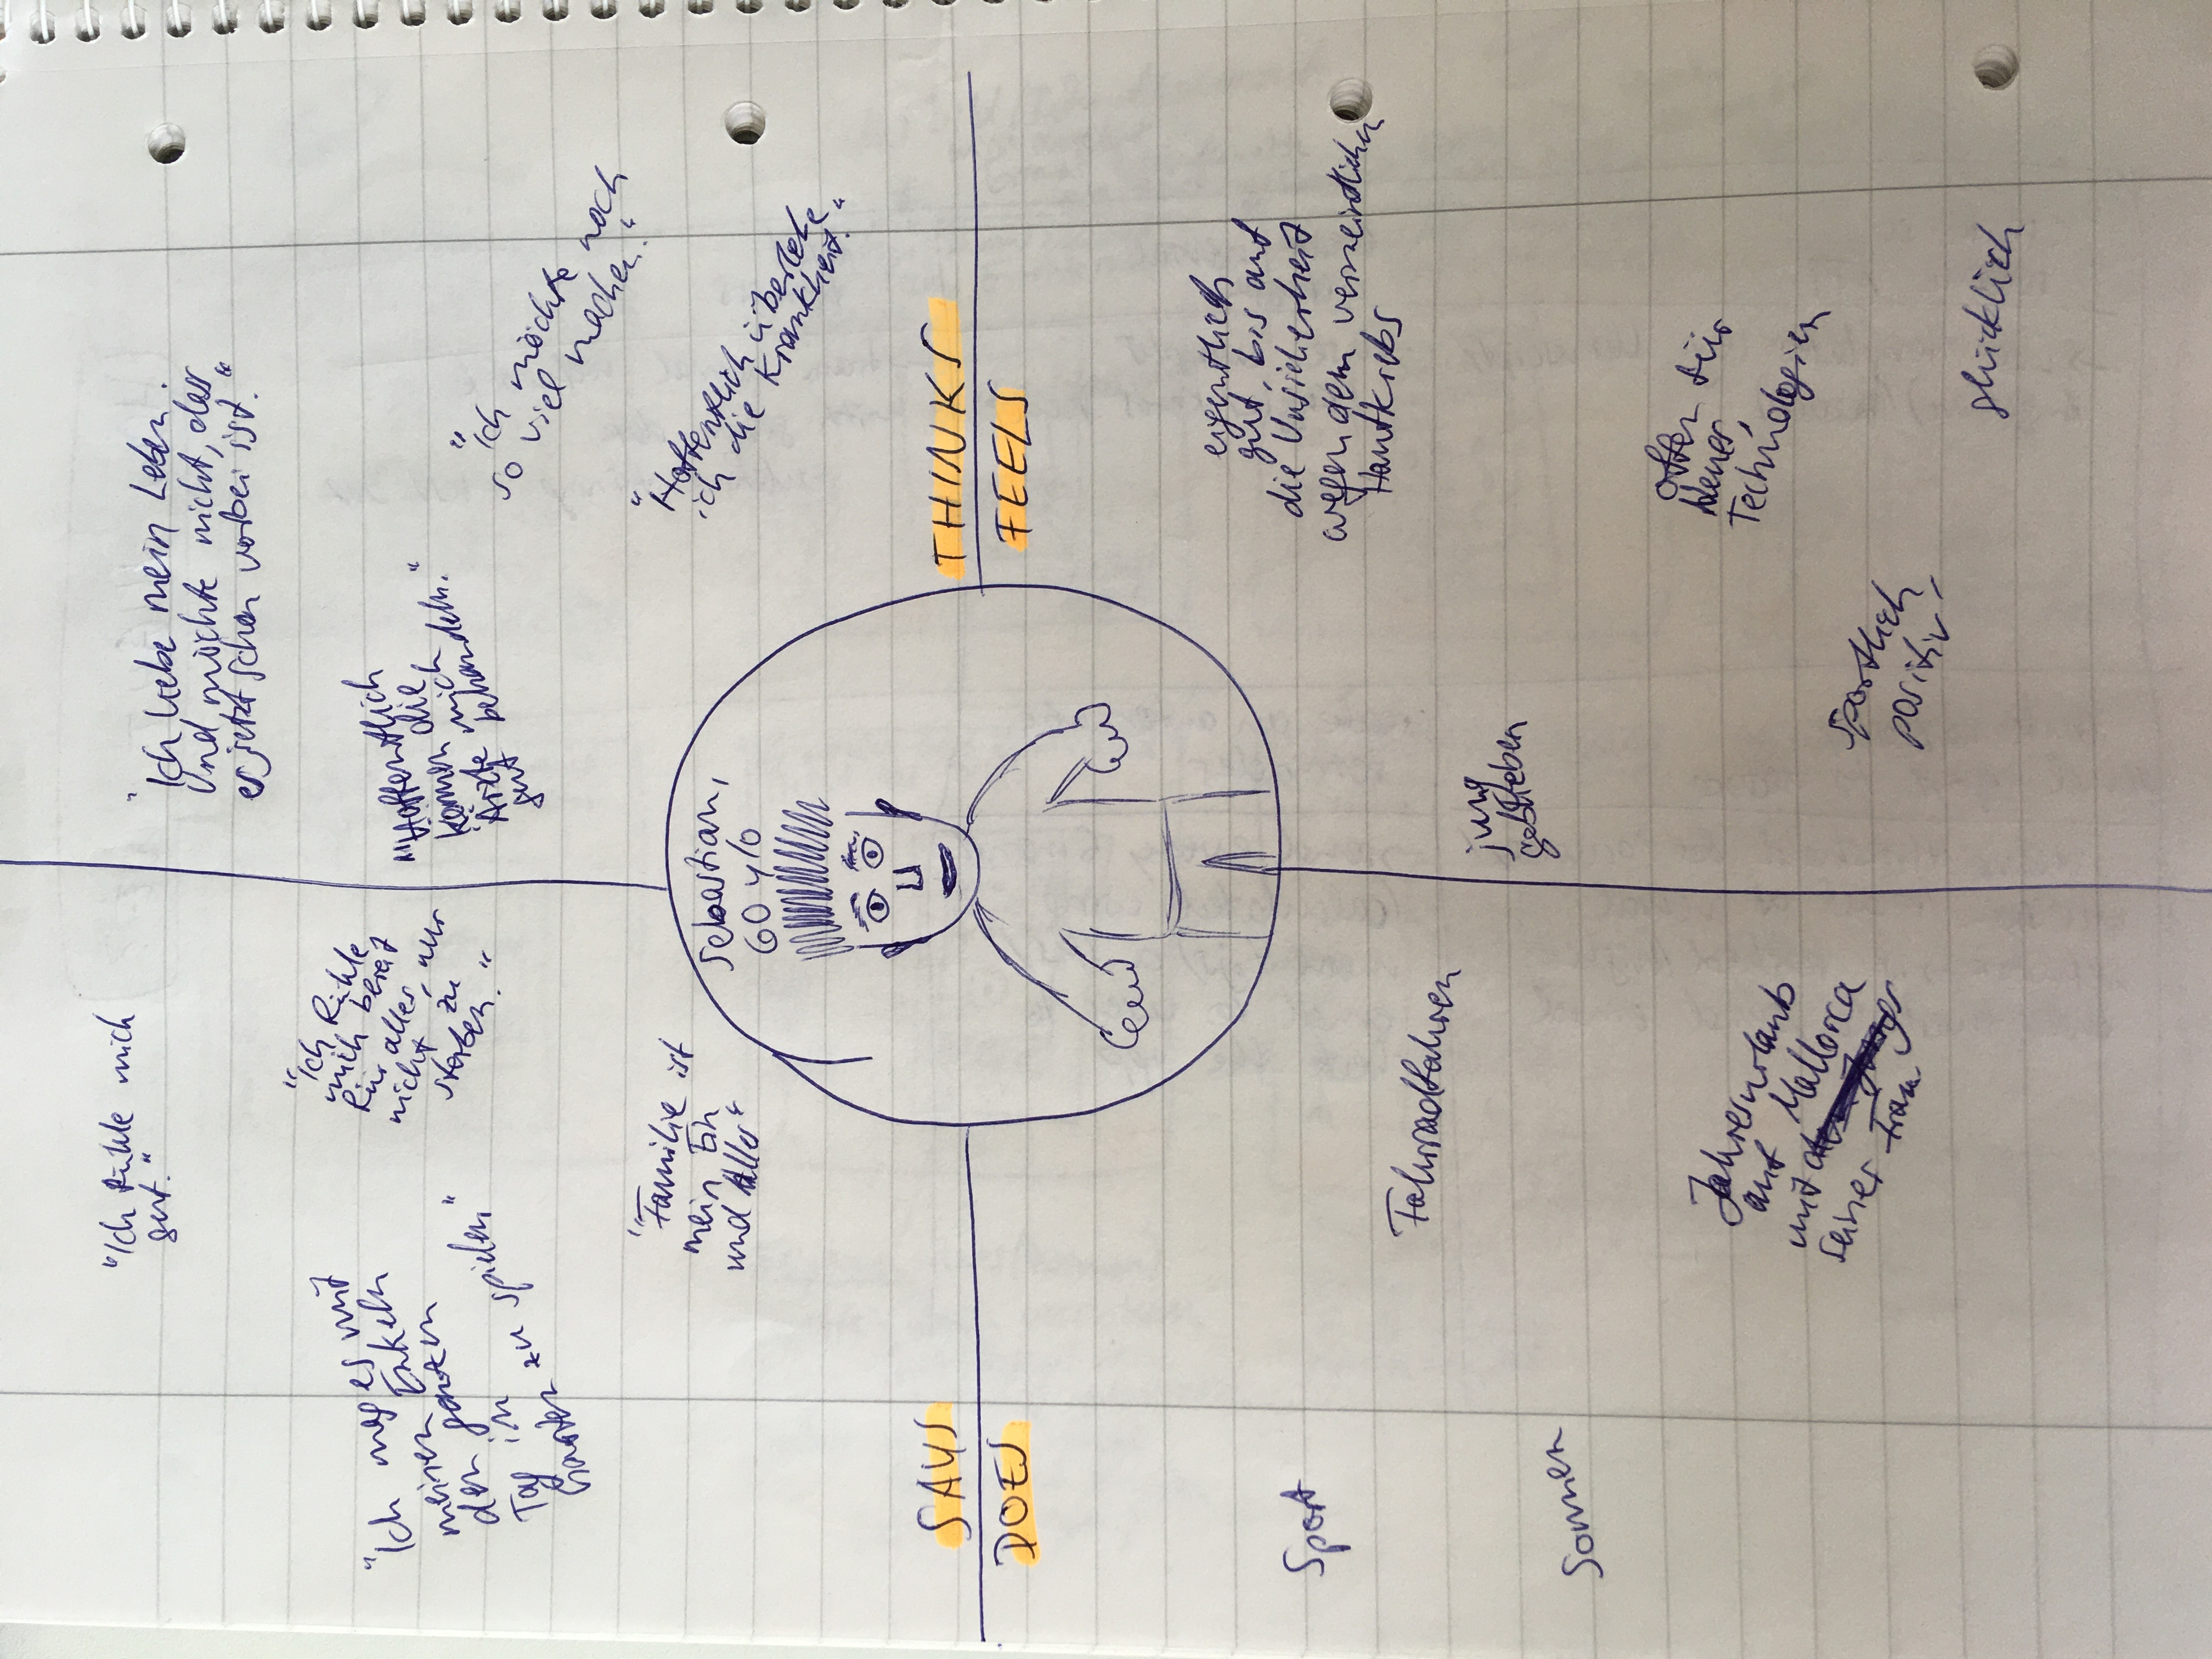 "Ich fühle mich
gut."
"Ich mag es mit
meinen Enkeln
den ganzen
Tag im
Garten zu spielen"
"Ich fühle
mich bereit
für alles, nur
nicht zu
sterben."
"Familie ist
mein Ein
und Alles"
"Ich liebe mein Leben.
Und möchte nicht, dass
es jetzt schon vorbei ist."
"Hoffentlich
können die
Ärzte mich
gut behandeln."
"Ich möchte noch
so viel machen."
"Hoffentlich überlebe
ich die Krankheit."
Sebastian,
60 y/o
SAYS
THINKS
DOES
FEELS
Sport
Fahrradfahren
Sonnen
Jahresurlaub
auf Mallorca
mit
seiner Frau
eigentlich
gut, bis auf
die Unsicherheit
wegen dem vermeintlichen
Hautkrebs
jung
geblieben
offen für
Neues,
Technologien
Sportlich,
positiv
glücklich